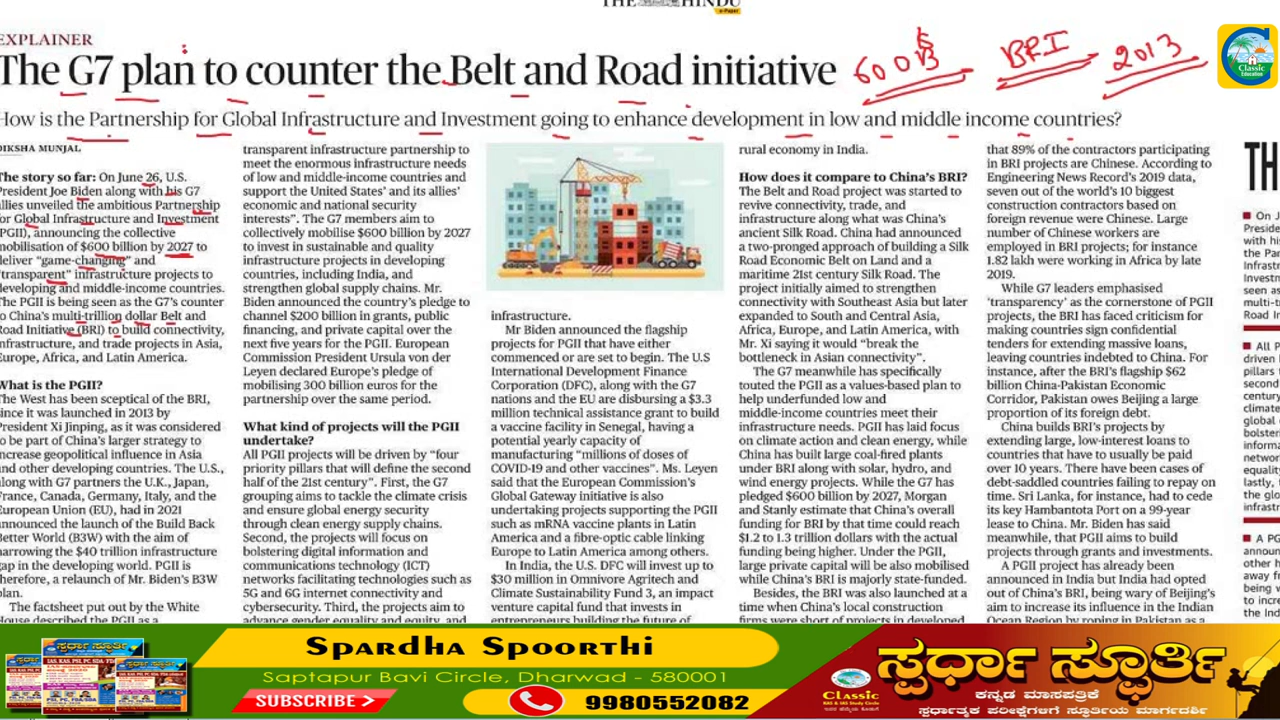 THE HINDU
e-Paper
EXPLAINER
The G7 plan to counter the Belt and Road initiative
600B
BRI
2013
Classic
Education
How is the Partnership for Global Infrastructure and Investment going to enhance development in low and middle income countries?
DIKSHA MUNJAL
The story so far: On June 26, U.S.
President Joe Biden along with his G7
allies unveiled the ambitious Partnership
for Global Infrastructure and Investment
(PGII), announcing the collective
mobilisation of $600 billion by 2027 to
deliver “game-changing” and
“transparent” infrastructure projects to
developing and middle-income countries.
The PGII is being seen as the G7’s counter
to China’s multi-trillion dollar Belt and
Road Initiative (BRI) to build connectivity,
infrastructure, and trade projects in Asia,
Europe, Africa, and Latin America.
What is the PGII?
The West has been sceptical of the BRI,
since it was launched in 2013 by
President Xi Jinping, as it was considered
to be part of China’s larger strategy to
increase geopolitical influence in Asia
and other developing countries. The U.S.,
along with G7 partners the U.K., Japan,
France, Canada, Germany, Italy, and the
European Union (EU), had in 2021
announced the launch of the Build Back
Better World (B3W) with the aim of
narrowing the $40 trillion infrastructure
gap in the developing world. PGII is
therefore, a relaunch of Mr. Biden’s B3W
plan.
The factsheet put out by the White
House described the PGII as a
transparent infrastructure partnership to
meet the enormous infrastructure needs
of low and middle-income countries and
support the United States’ and its allies’
economic and national security
interests”. The G7 members aim to
collectively mobilise $600 billion by 2027
to invest in sustainable and quality
infrastructure projects in developing
countries, including India, and
strengthen global supply chains. Mr.
Biden announced the country’s pledge to
channel $200 billion in grants, public
financing, and private capital over the
next five years for the PGII. European
Commission President Ursula von der
Leyen declared Europe’s pledge of
mobilising 300 billion euros for the
partnership over the same period.
What kind of projects will the PGII
undertake?
All PGII projects will be driven by “four
priority pillars that will define the second
half of the 21st century”. First, the G7
grouping aims to tackle the climate crisis
and ensure global energy security
through clean energy supply chains.
Second, the projects will focus on
bolstering digital information and
communications technology (ICT)
networks facilitating technologies such as
5G and 6G internet connectivity and
cybersecurity. Third, the projects aim to
advance gender equality and equity, and
infrastructure.
Mr Biden announced the flagship
projects for PGII that have either
commenced or are set to begin. The U.S
International Development Finance
Corporation (DFC), along with the G7
nations and the EU are disbursing a $3.3
million technical assistance grant to build
a vaccine facility in Senegal, having a
potential yearly capacity of
manufacturing “millions of doses of
COVID-19 and other vaccines”. Ms. Leyen
said that the European Commission’s
Global Gateway initiative is also
undertaking projects supporting the PGII
such as mRNA vaccine plants in Latin
America and a fibre-optic cable linking
Europe to Latin America among others.
In India, the U.S. DFC will invest up to
$30 million in Omnivore Agritech and
Climate Sustainability Fund 3, an impact
venture capital fund that invests in
entrepreneurs building the future of
rural economy in India.
How does it compare to China’s BRI?
The Belt and Road project was started to
revive connectivity, trade, and
infrastructure along what was China’s
ancient Silk Road. China had announced
a two-pronged approach of building a Silk
Road Economic Belt on Land and a
maritime 21st century Silk Road. The
project initially aimed to strengthen
connectivity with Southeast Asia but later
expanded to South and Central Asia,
Africa, Europe, and Latin America, with
Mr. Xi saying it would “break the
bottleneck in Asian connectivity”.
The G7 meanwhile has specifically
touted the PGII as a values-based plan to
help underfunded low and
middle-income countries meet their
infrastructure needs. PGII has laid focus
on climate action and clean energy, while
China has built large coal-fired plants
under BRI along with solar, hydro, and
wind energy projects. While the G7 has
pledged $600 billion by 2027, Morgan
and Stanly estimate that China’s overall
funding for BRI by that time could reach
$1.2 to 1.3 trillion dollars with the actual
funding being higher. Under the PGII,
large private capital will also be mobilised
while China’s BRI is majorly state-funded.
Besides, the BRI was also launched at a
time when China’s local construction
firms were short of projects in developed
that 89% of the contractors participating
in BRI projects are Chinese. According to
Engineering News Record’s 2019 data,
seven out of the world’s 10 biggest
construction contractors based on
foreign revenue were Chinese. Large
number of Chinese workers are
employed in BRI projects; for instance
1.82 lakh were working in Africa by late
2019.
While G7 leaders emphasised
‘transparency’ as the cornerstone of PGII
projects, the BRI has faced criticism for
making countries sign confidential
tenders for extending massive loans,
leaving countries indebted to China. For
instance, after the BRI’s flagship $62
billion China-Pakistan Economic
Corridor, Pakistan owes Beijing a large
proportion of its foreign debt.
China builds BRI’s projects by
extending large, low-interest loans to
countries that have to usually be paid
over 10 years. There have been cases of
debt-saddled countries failing to repay on
time. Sri Lanka, for instance, had to cede
its key Hambantota Port on a 99-year
lease to China. Mr. Biden has said
meanwhile, that PGII aims to build
projects through grants and investments.
A PGII project has already been
announced in India but India had opted
out of China’s BRI, being wary of Beijing’s
aim to increase its influence in the Indian
Ocean Region by roping in Pakistan as a
TH
Spardha Spoorthi
Saptapur Bavi Circle, Dharwad - 580001
SUBSCRIBE
9980552082
Classic
ಸ್ಪರ್ಧಾ ಸ್ಫೂರ್ತಿ
ಕನ್ನಡ ಮಾಸಪತ್ರಿಕೆ
ಸ್ಪರ್ಧಾತ್ಮಕ ಪರೀಕ್ಷೆಗಳಿಗೆ ಸ್ಫೂರ್ತಿಯ ಮಾರ್ಗದರ್ಶಿ